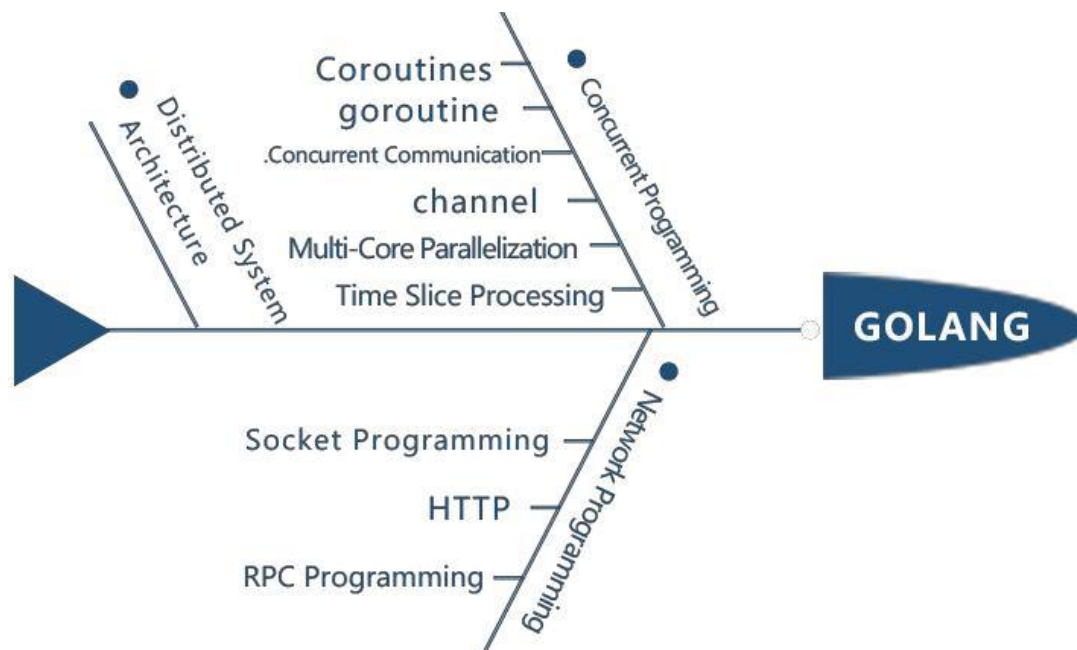 Distributed System
Architecture
Coroutines
goroutine
.Concurrent Communication
channel
Multi-Core Parallelization
Time Slice Processing
Concurrent Programming
GOLANG
Socket Programming
HTTP
RPC Programming
Network Programming